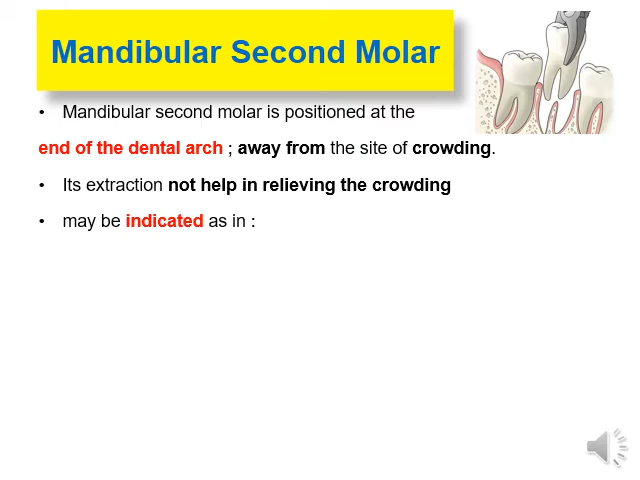 Mandibular Second Molar
• Mandibular second molar is positioned at the
end of the dental arch ; away from the site of crowding.
• Its extraction not help in relieving the crowding
• may be indicated as in :